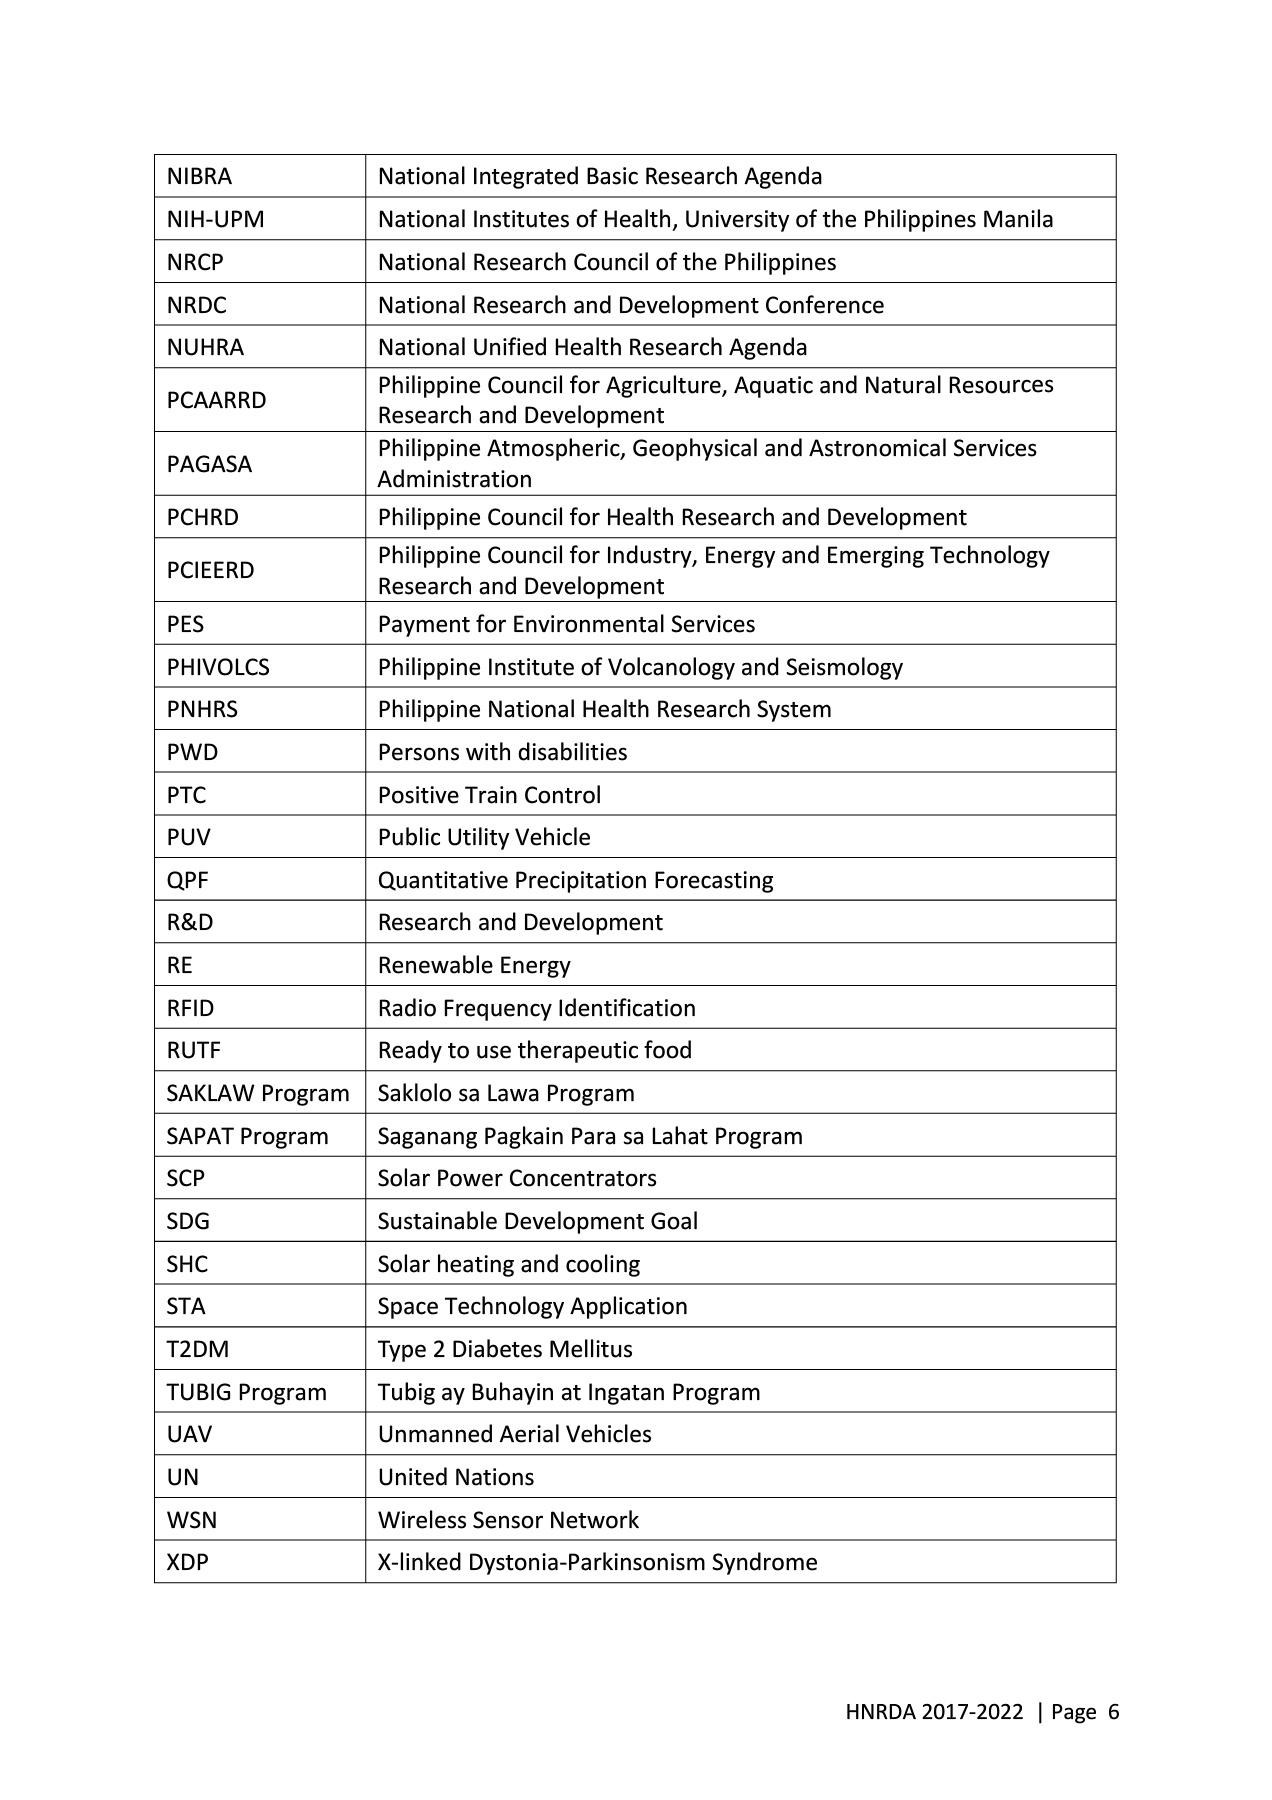 NIBRA National Integrated Basic Research Agenda
NIH-UPM National Institutes of Health, University of the Philippines Manila
NRCP National Research Council of the Philippines
NRDC National Research and Development Conference
NUHRA National Unified Health Research Agenda
PCAARRD Philippine Council for Agriculture, Aquatic and Natural Resources
Research and Development
PAGASA Philippine Atmospheric, Geophysical and Astronomical Services
Administration
PCHRD Philippine Council for Health Research and Development
PCIEERD Philippine Council for Industry, Energy and Emerging Technology
Research and Development
PES Payment for Environmental Services
PHIVOLCS Philippine Institute of Volcanology and Seismology
PNHRS Philippine National Health Research System
PWD Persons with disabilities
PTC Positive Train Control
PUV Public Utility Vehicle
QPF Quantitative Precipitation Forecasting
R&D Research and Development
RE Renewable Energy
RFID Radio Frequency Identification
RUTF Ready to use therapeutic food
SAKLAW Program Saklolo sa Lawa Program
SAPAT Program Saganang Pagkain Para sa Lahat Program
SCP Solar Power Concentrators
SDG Sustainable Development Goal
SHC Solar heating and cooling
STA Space Technology Application
T2DM Type 2 Diabetes Mellitus
TUBIG Program Tubig ay Buhayin at Ingatan Program
UAV Unmanned Aerial Vehicles
UN United Nations
WSN Wireless Sensor Network
XDP X-linked Dystonia-Parkinsonism Syndrome
HNRDA 2017-2022 | Page 6